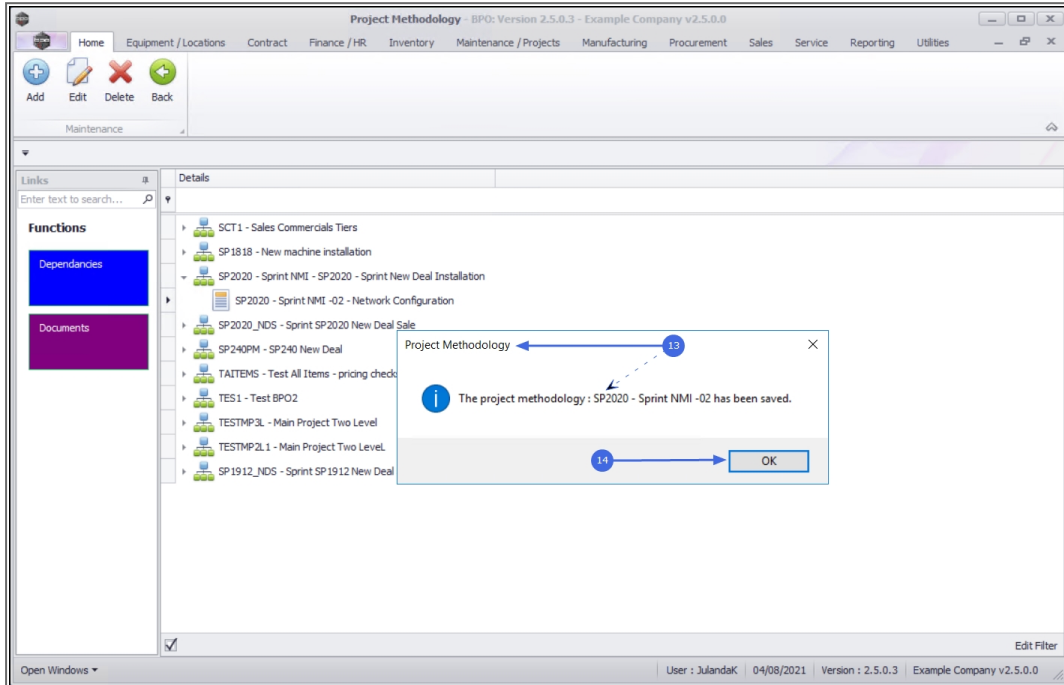 Project Methodology - BPO: Version 2.5.0.3 - Example Company v2.5.0.0
Home Equipment / Locations Contract Finance / HR Inventory Maintenance / Projects Manufacturing Procurement Sales Service Reporting Utilities
Add Edit Delete Back
Maintenance
Links
Enter text to search...
Functions
Dependancies
Documents
Details
SCT1 - Sales Commercials Tiers
SP1818 - New machine installation
SP2020 - Sprint NMI - SP2020 - Sprint New Deal Installation
SP2020 - Sprint NMI -02 - Network Configuration
SP2020_NDS - Sprint SP2020 New Deal Sale
SP240PM - SP240 New Deal
TAITEMS - Test All Items - pricing check
TES1 - Test BPO2
TESTMP3L - Main Project Two Level
TESTMP2L1 - Main Project Two LeveL
SP1912_NDS - Sprint SP1912 New Deal
Project Methodology 13
The project methodology : SP2020 - Sprint NMI -02 has been saved.
14 OK
Edit Filter
Open Windows User : JulandaK 04/08/2021 Version : 2.5.0.3 Example Company v2.5.0.0